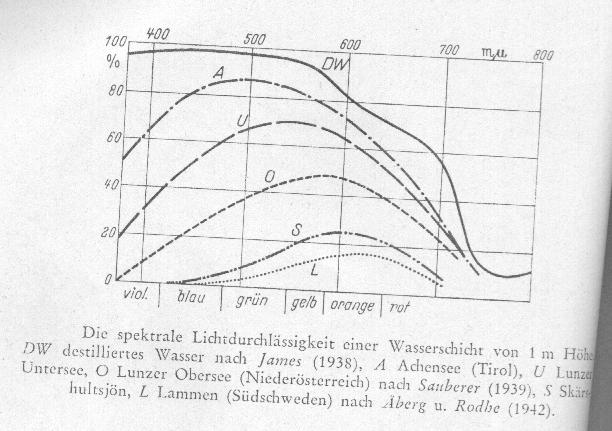 400 500 600 700 mµ 800
100
%
80
60
40
20
0
DW
A
U
O
S
L
viol. blau grün gelb orange rot
Die spektrale Lichtdurchlässigkeit einer Wasserschicht von 1 m Höhe
DW destilliertes Wasser nach James (1938), A Achensee (Tirol), U Lunzer
Untersee, O Lunzer Obersee (Niederösterreich) nach Sauberer (1939), S Skärs-
hultsjön, L Lammen (Südschweden) nach Åberg u. Rodhe (1942).